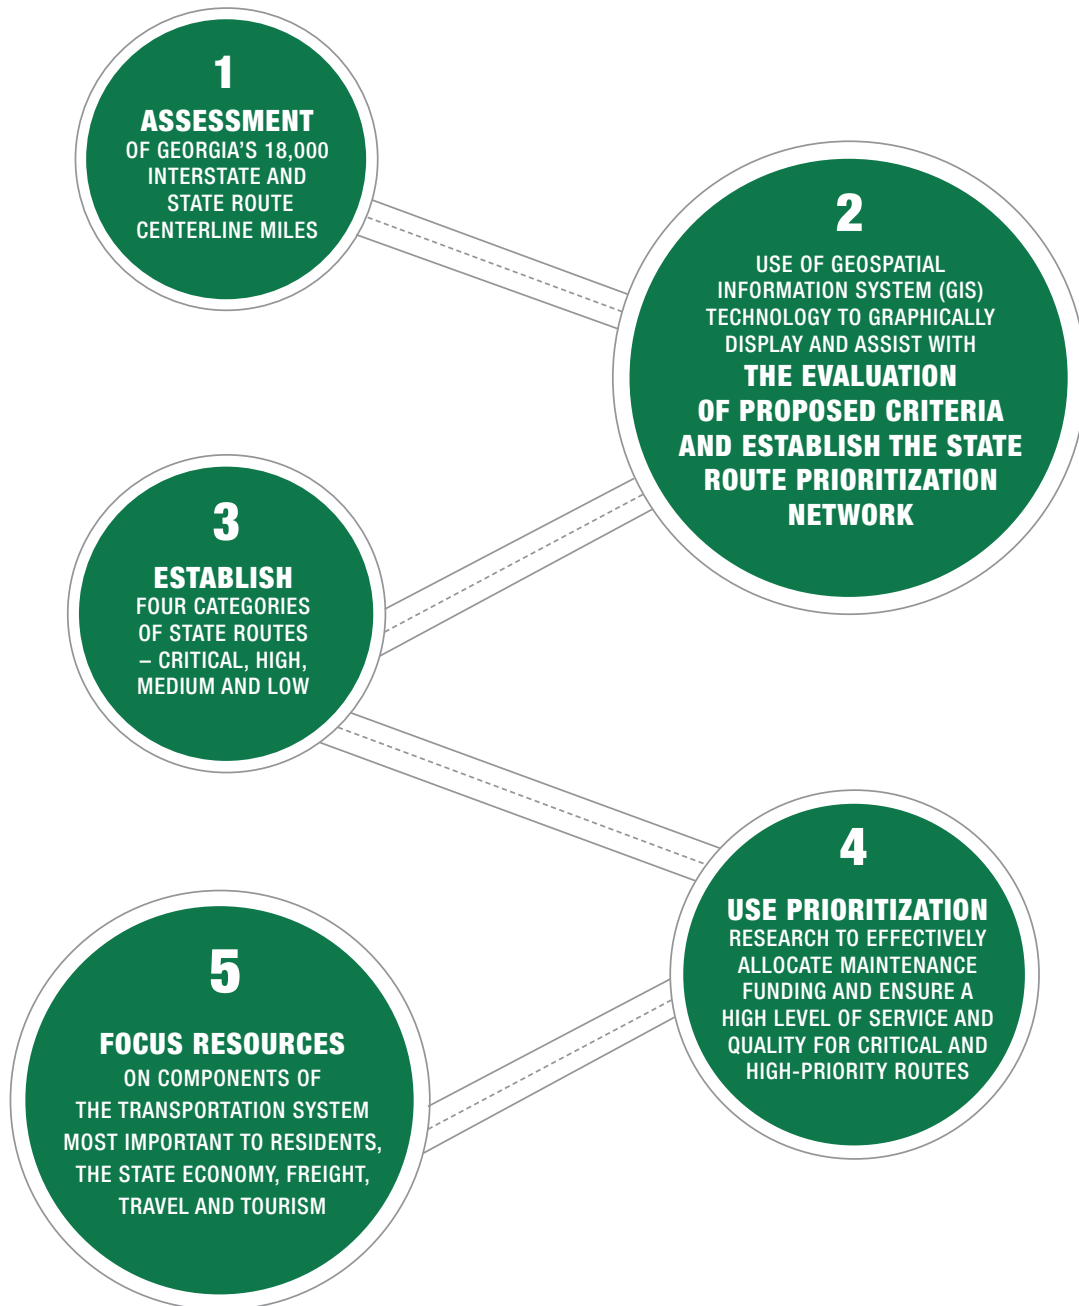 1
ASSESSMENT
OF GEORGIA’S 18,000
INTERSTATE AND
STATE ROUTE
CENTERLINE MILES
2
USE OF GEOSPATIAL
INFORMATION SYSTEM (GIS)
TECHNOLOGY TO GRAPHICALLY
DISPLAY AND ASSIST WITH
THE EVALUATION
OF PROPOSED CRITERIA
AND ESTABLISH THE STATE
ROUTE PRIORITIZATION
NETWORK
3
ESTABLISH
FOUR CATEGORIES
OF STATE ROUTES
– CRITICAL, HIGH,
MEDIUM AND LOW
4
USE PRIORITIZATION
RESEARCH TO EFFECTIVELY
ALLOCATE MAINTENANCE
FUNDING AND ENSURE A
HIGH LEVEL OF SERVICE AND
QUALITY FOR CRITICAL AND
HIGH-PRIORITY ROUTES
5
FOCUS RESOURCES
ON COMPONENTS OF
THE TRANSPORTATION SYSTEM
MOST IMPORTANT TO RESIDENTS,
THE STATE ECONOMY, FREIGHT,
TRAVEL AND TOURISM